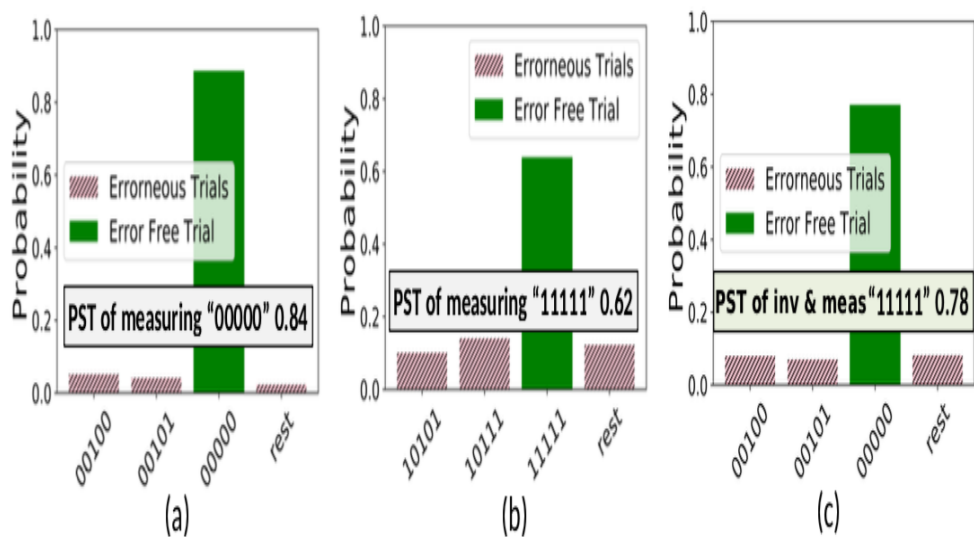 Probability
1.0
0.8
0.6
0.4
0.2
0.0
Errorneous Trials
Error Free Trial
PST of measuring “00000” 0.84
00100
00101
00000
rest
(a)
Probability
1.0
0.8
0.6
0.4
0.2
0.0
Errorneous Trials
Error Free Trial
PST of measuring “11111” 0.62
10101
10111
11111
rest
(b)
Probability
1.0
0.8
0.6
0.4
0.2
0.0
Errorneous Trials
Error Free Trial
PST of inv & meas “11111” 0.78
00100
00101
00000
rest
(c)